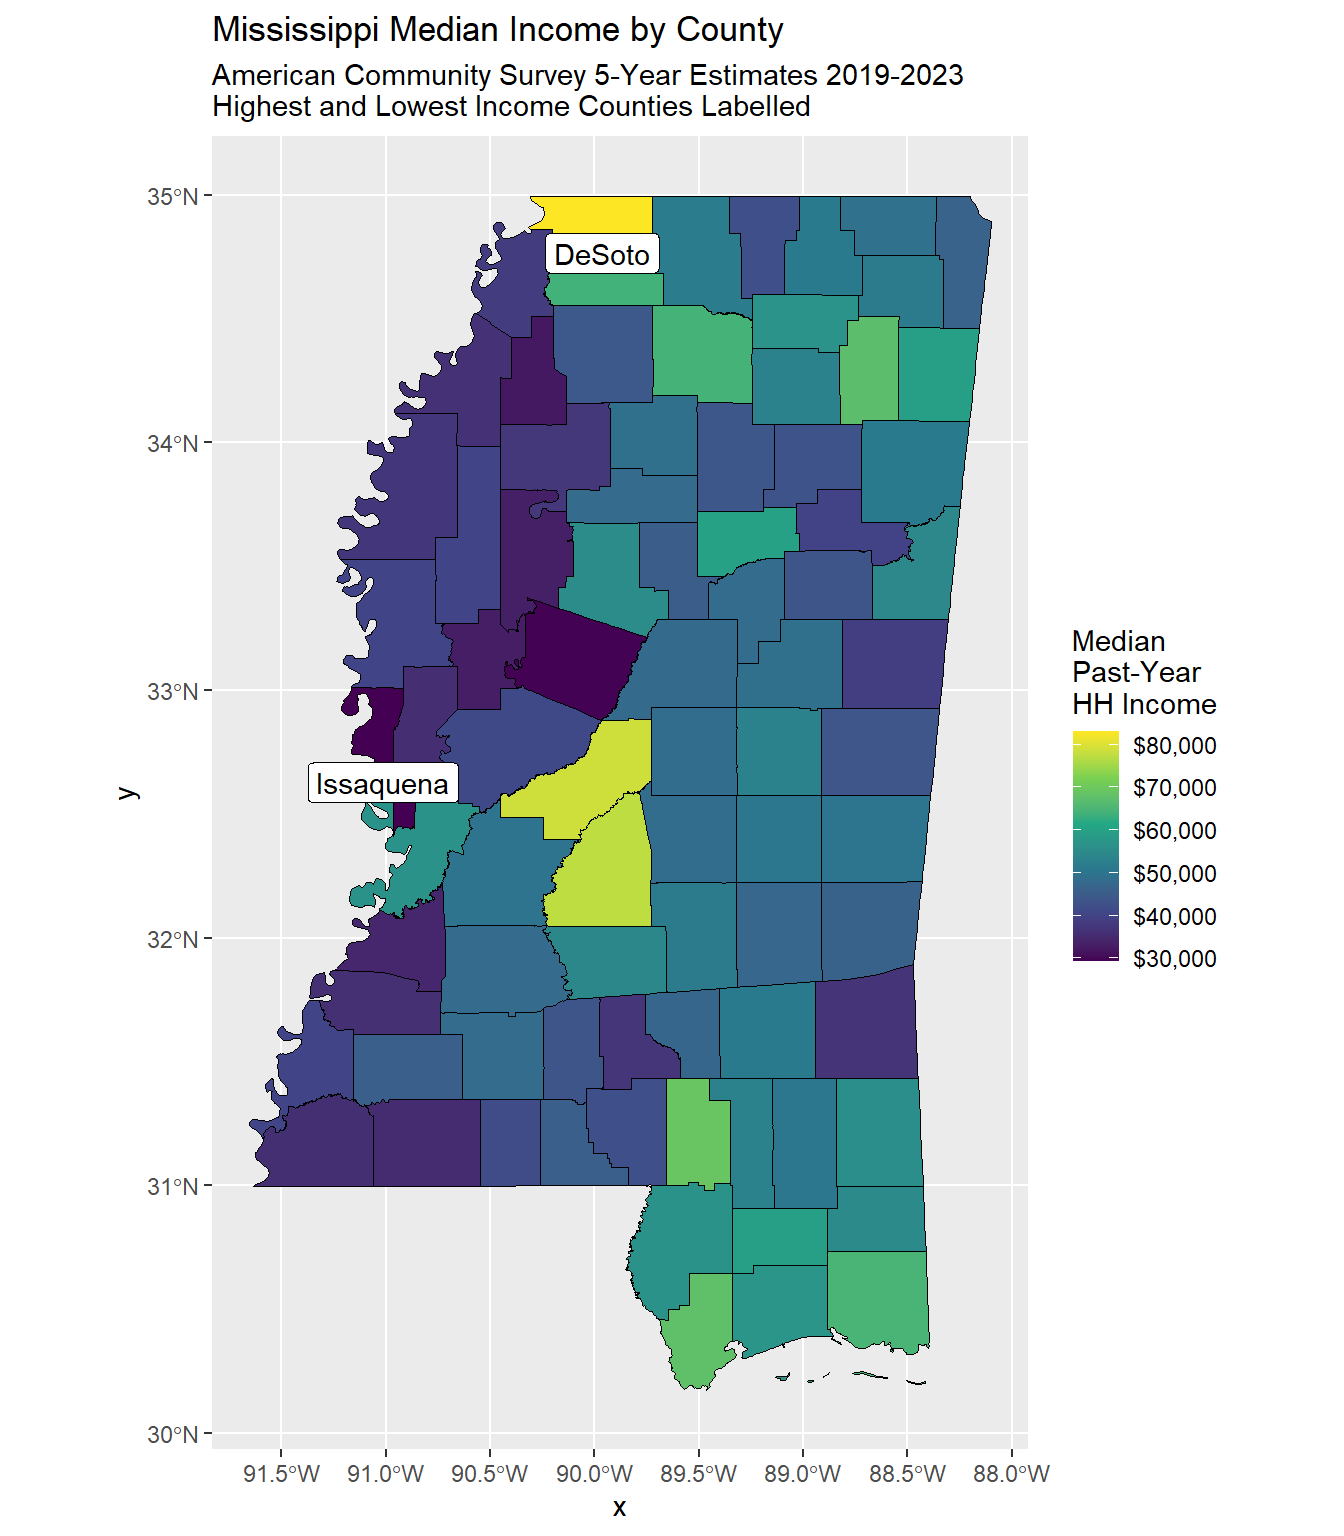 Mississippi Median Income by County
American Community Survey 5-Year Estimates 2019-2023
Highest and Lowest Income Counties Labelled
35°N
34°N
33°N
32°N
31°N
30°N
y
DeSoto
Issaquena
91.5°W
91.0°W
90.5°W
90.0°W
89.5°W
89.0°W
88.5°W
88.0°W
x
Median
Past-Year
HH Income
$80,000
$70,000
$60,000
$50,000
$40,000
$30,000